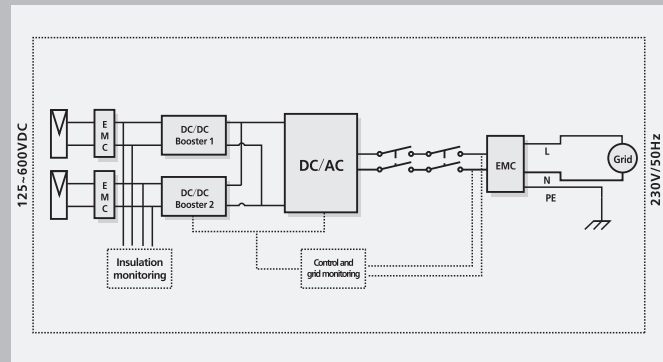 125~600VDC
E
M
C
DC/DC
Booster 1
E
M
C
DC/DC
Booster 2
DC/AC
EMC
L
N
PE
Grid
230V/50Hz
Insulation
monitoring
Control and
grid monitoring